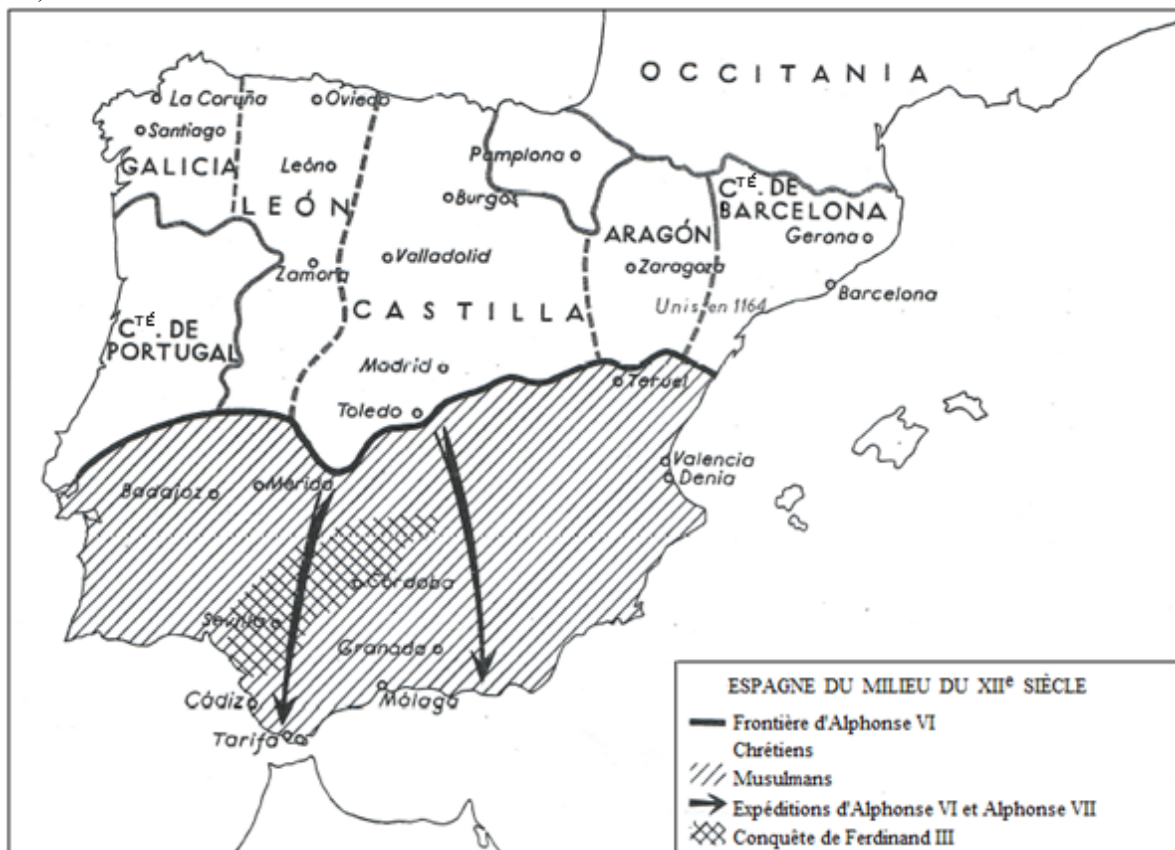 OCCITANIA
La Coruña
Oviedo
Santiago
GALICIA
León
Pamplona
CTÉ. DE
BARCELONA
LEÓN
Burgos
ARAGÓN
Gerona
Zamora
Valladolid
Zaragoza
Barcelona
CASTILLA
Unis en 1164
CTÉ. DE
PORTUGAL
Madrid
Teruel
Toledo
Valencia
Denia
Badajoz
Mérida
Córdoba
Sevilla
Granada
Cádiz
Málaga
Tarifa
ESPAGNE DU MILIEU DU XIIe SIÈCLE
Frontière d'Alphonse VI
Chrétiens
Musulmans
Expéditions d'Alphonse VI et Alphonse VII
Conquête de Ferdinand III